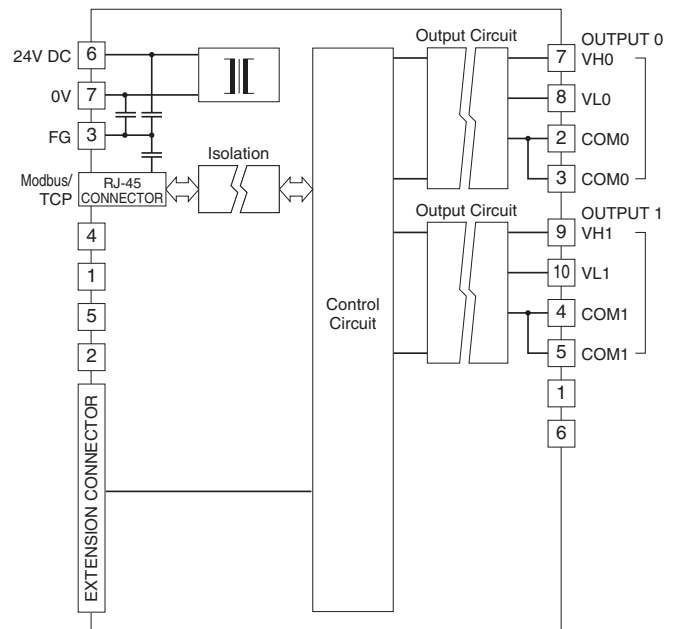 24V DC 6
0V 7
FG 3
Modbus/
TCP
RJ-45
CONNECTOR
4
1
5
2
EXTENSION CONNECTOR
Isolation
Control
Circuit
Output Circuit
OUTPUT 0
7 VH0
8 VL0
2 COM0
3 COM0
Output Circuit
OUTPUT 1
9 VH1
10 VL1
4 COM1
5 COM1
1
6